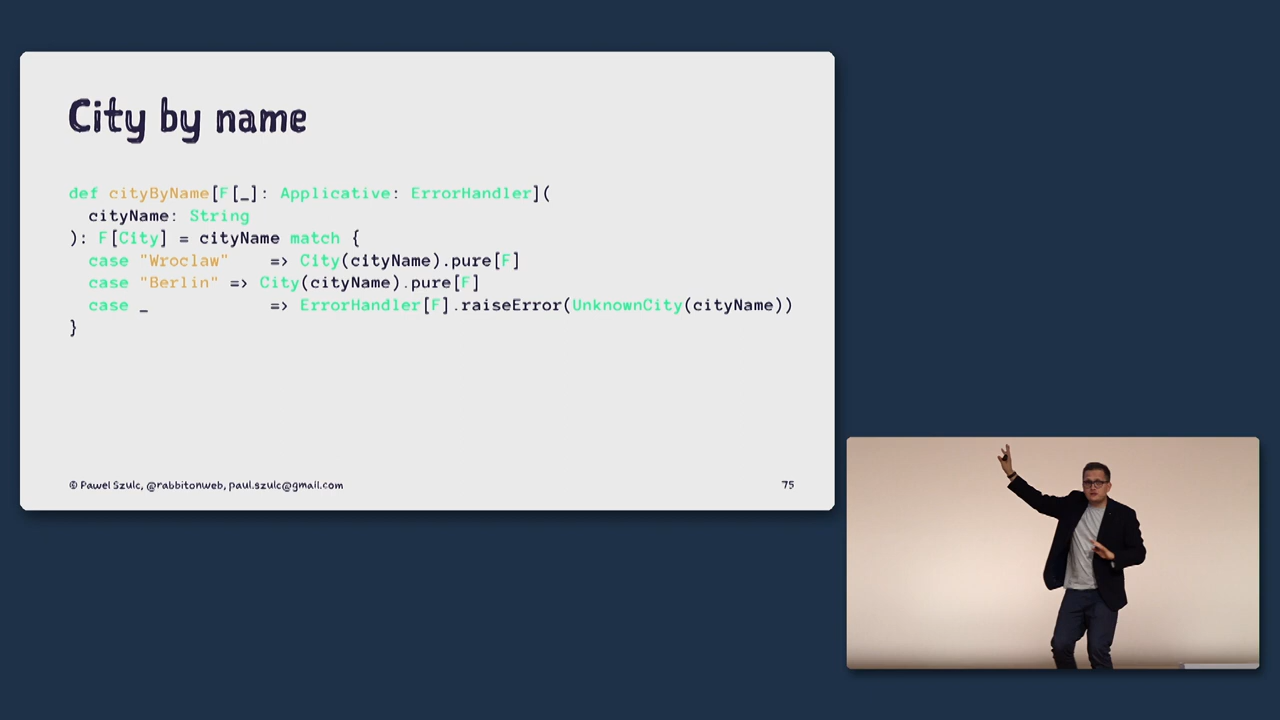 City by name
def cityByName[F[_]: Applicative: ErrorHandler](
  cityName: String
): F[City] = cityName match {
  case "Wroclaw"    => City(cityName).pure[F]
  case "Berlin" => City(cityName).pure[F]
  case _            => ErrorHandler[F].raiseError(UnknownCity(cityName))
}
© Pawel Szulc, @rabbitonweb, paul.szulc@gmail.com 75